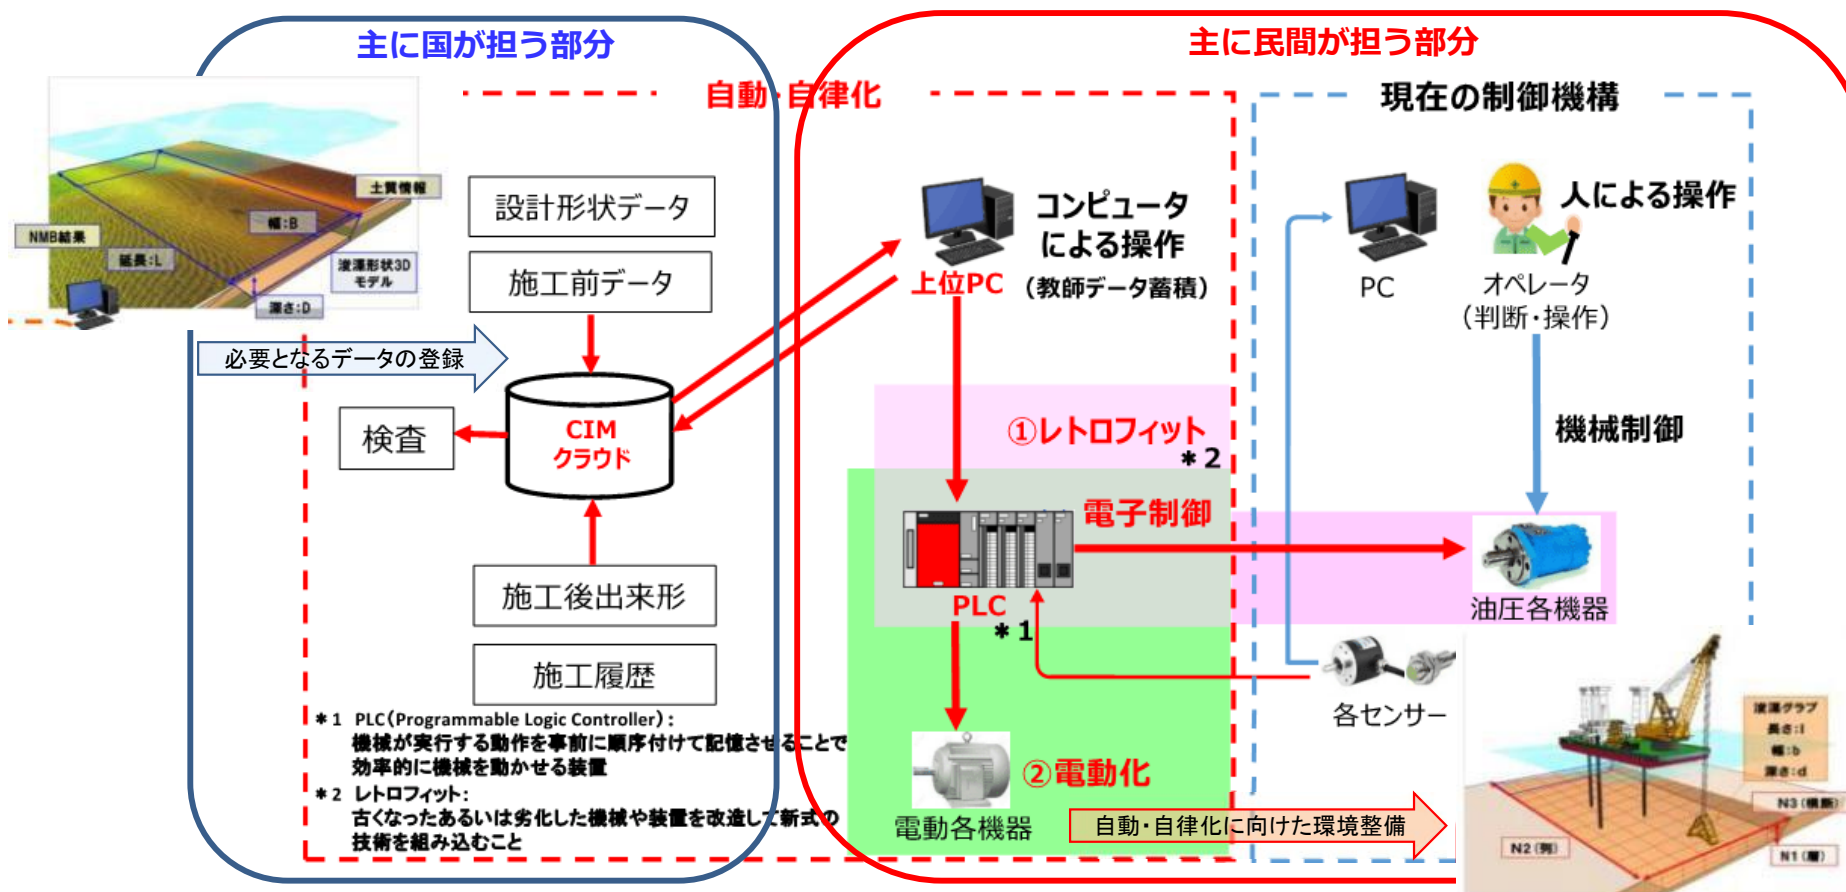 主に国が担う部分
主に民間が担う部分
自動・自律化
現在の制御機構
土質情報
幅:B
NMB結果
延長:L
浚渫形状3D
モデル
深さ:D
設計形状データ
施工前データ
必要となるデータの登録
CIM
クラウド
検査
施工後出来形
施工履歴
コンピュータ
による操作
(教師データ蓄積)
上位PC
①レトロフィット
*2
電子制御
PLC
*1
②電動化
電動各機器
自動・自律化に向けた環境整備
人による操作
PC
オペレータ
(判断・操作)
機械制御
油圧各機器
各センサー
浚渫グラブ
長さ:l
幅:b
深さ:d
N3(横断)
N2(列)
N1(層)
*1 PLC(Programmable Logic Controller):
機械が実行する動作を事前に順序付けて記憶させることで
効率的に機械を動かせる装置
*2 レトロフィット:
古くなったあるいは劣化した機械や装置を改造して新式の
技術を組み込むこと